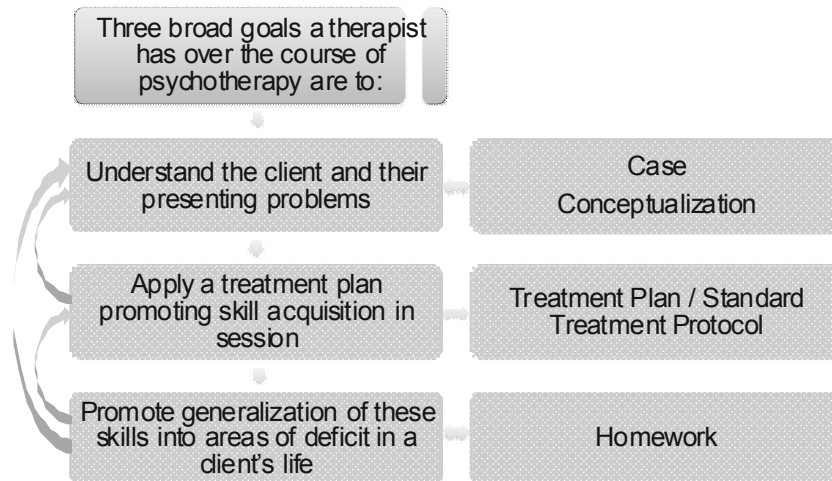 Three broad goals a therapist
has over the course of
psychotherapy are to:
Understand the client and their
presenting problems
Case
Conceptualization
Apply a treatment plan
promoting skill acquisition in
session
Treatment Plan / Standard
Treatment Protocol
Promote generalization of these
skills into areas of deficit in a
client's life
Homework